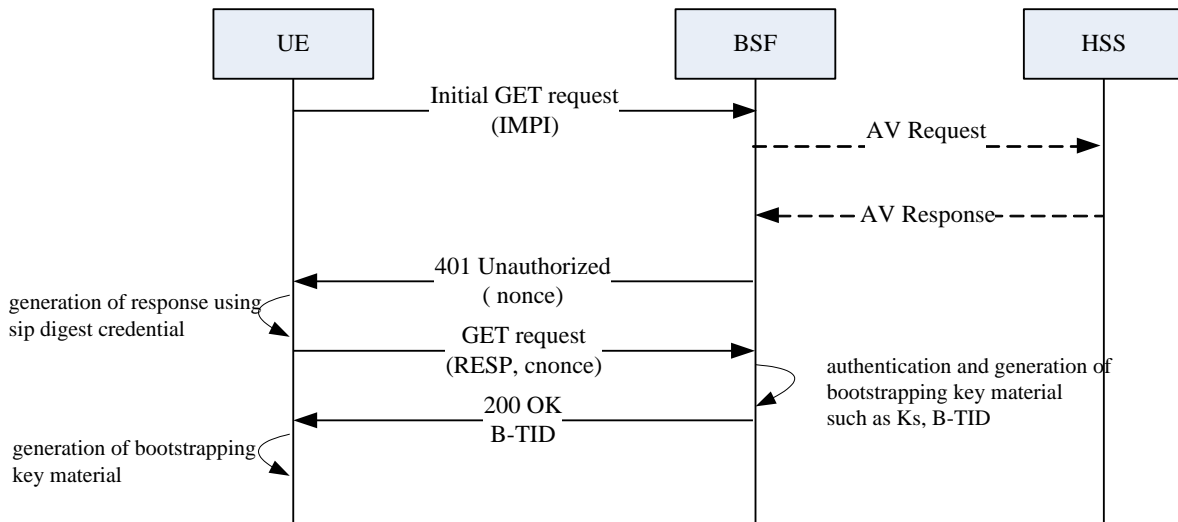 UE
BSF
HSS
Initial GET request
(IMPI)
AV Request
AV Response
401 Unauthorized
( nonce)
generation of response using
sip digest credential
GET request
(RESP, cnonce)
authentication and generation of
bootstrapping key material
such as Ks, B-TID
200 OK
B-TID
generation of bootstrapping
key material